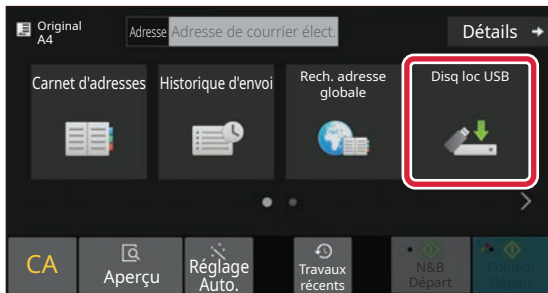 Original
A4
Adresse Adresse de courrier élect.
Détails
Carnet d'adresses
Historique d'envoi
Rech. adresse
globale
Disq loc USB
CA
Aperçu
Réglage
Auto.
Travaux
récents
N&B
Départ
Couleur
Départ